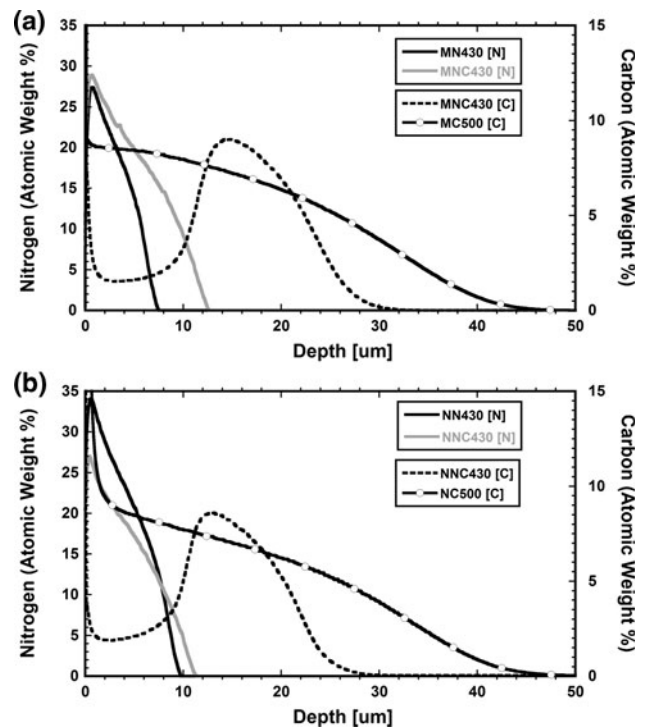 (a)
35
30
25
20
15
10
5
0
Nitrogen (Atomic Weight %)
MN430 [N]
MNC430 [N]
MNC430 [C]
MC500 [C]
15
10
5
0
Carbon (Atomic Weight %)
0 10 20 30 40 50
Depth [um]
(b)
35
30
25
20
15
10
5
0
Nitrogen (Atomic Weight %)
NN430 [N]
NNC430 [N]
NNC430 [C]
NC500 [C]
15
10
5
0
Carbon (Atomic Weight %)
0 10 20 30 40 50
Depth [um]